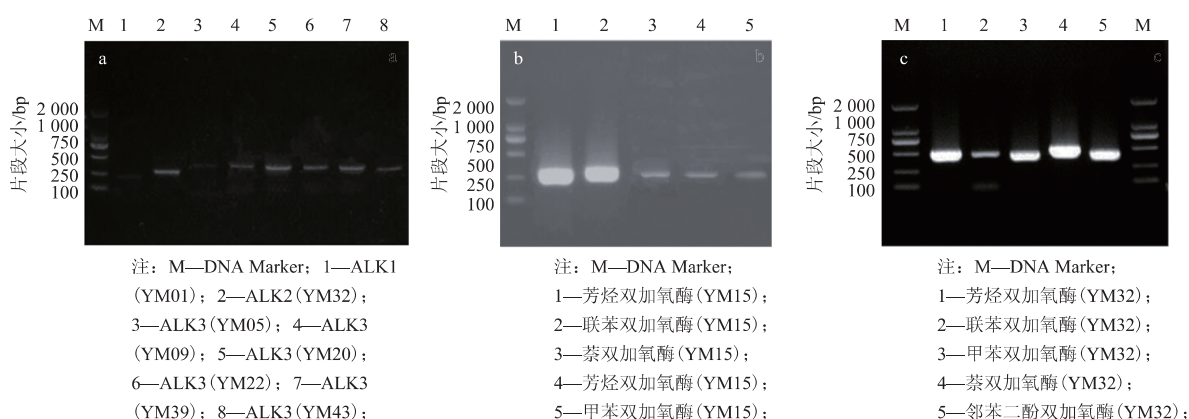 M 1 2 3 4 5 6 7 8
a
a
片段大小/bp
2 000
1 000
750
500
250
100
注：M—DNA Marker；1—ALK1
(YM01)；2—ALK2(YM32)；
3—ALK3(YM05)；4—ALK3
(YM09)；5—ALK3(YM20)；
6—ALK3(YM22)；7—ALK3
(YM39)；8—ALK3(YM43)；
M 1 2 3 4 5
b
b
片段大小/bp
2 000
1 000
750
500
250
100
注：M—DNA Marker；
1—芳烃双加氧酶(YM15)；
2—联苯双加氧酶(YM15)；
3—萘双加氧酶(YM15)；
4—芳烃双加氧酶(YM15)；
5—甲苯双加氧酶(YM15)；
M 1 2 3 4 5 M
c
c
片段大小/bp
2 000
1 000
750
500
250
100
注：M—DNA Marker；
1—芳烃双加氧酶(YM32)；
2—联苯双加氧酶(YM32)；
3—甲苯双加氧酶(YM32)；
4—萘双加氧酶(YM32)；
5—邻苯二酚双加氧酶(YM32)；